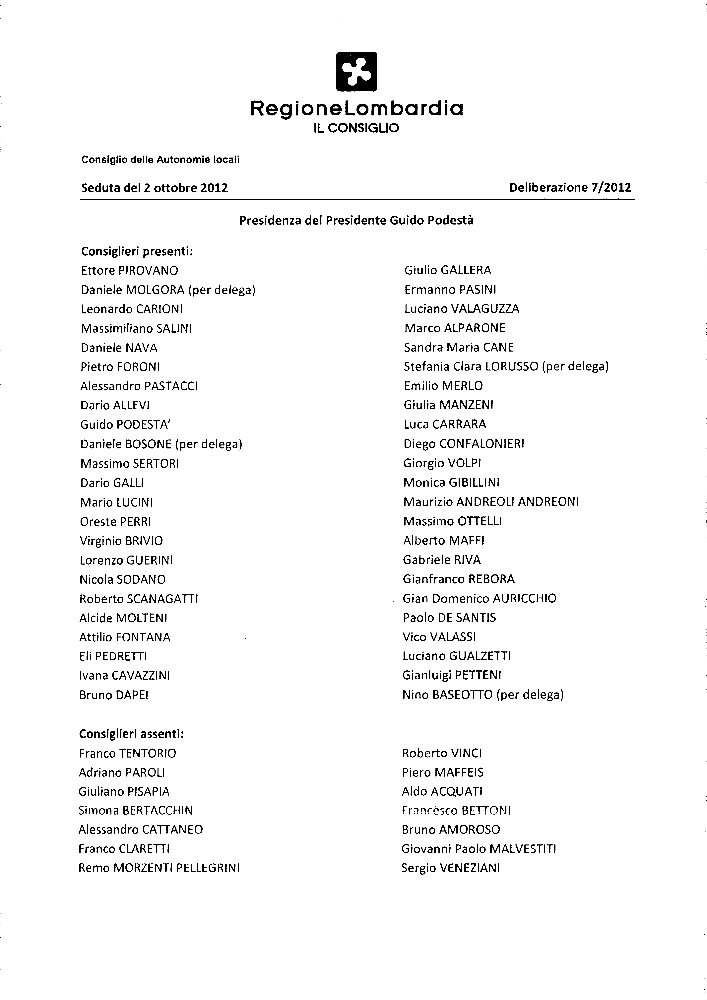 RegioneLombardia
IL CONSIGLIO
Consiglio delle Autonomie locali
Seduta del 2 ottobre 2012 Deliberazione 7/2012
Presidenza del Presidente Guido Podestà
Consiglieri presenti:
Ettore PIROVANO
Daniele MOLGORA (per delega)
Leonardo CARIONI
Massimiliano SALINI
Daniele NAVA
Pietro FORONI
Alessandro PASTACCI
Dario ALLEVI
Guido PODESTA'
Daniele BOSONE (per delega)
Massimo SERTORI
Dario GALLI
Mario LUCINI
Oreste PERRI
Virginio BRIVIO
Lorenzo GUERINI
Nicola SODANO
Roberto SCANAGATTI
Alcide MOLTENI
Attilio FONTANA
Eli PEDRETTI
Ivana CAVAZZINI
Bruno DAPEI
Giulio GALLERA
Ermanno PASINI
Luciano VALAGUZZA
Marco ALPARONE
Sandra Maria CANE
Stefania Clara LORUSSO (per delega)
Emilio MERLO
Giulia MANZENI
Luca CARRARA
Diego CONFALONIERI
Giorgio VOLPI
Monica GIBILLINI
Maurizio ANDREOLI ANDREONI
Massimo OTTELLI
Alberto MAFFI
Gabriele RIVA
Gianfranco REBORA
Gian Domenico AURICCHIO
Paolo DE SANTIS
Vico VALASSI
Luciano GUALZETTI
Gianluigi PETTENI
Nino BASEOTTO (per delega)
Consiglieri assenti:
Franco TENTORIO
Adriano PAROLI
Giuliano PISAPIA
Simona BERTACCHIN
Alessandro CATTANEO
Franco CLARETTI
Remo MORZENTI PELLEGRINI
Roberto VINCI
Piero MAFFEIS
Aldo ACQUATI
Francesco BETTONI
Bruno AMOROSO
Giovanni Paolo MALVESTITI
Sergio VENEZIANI